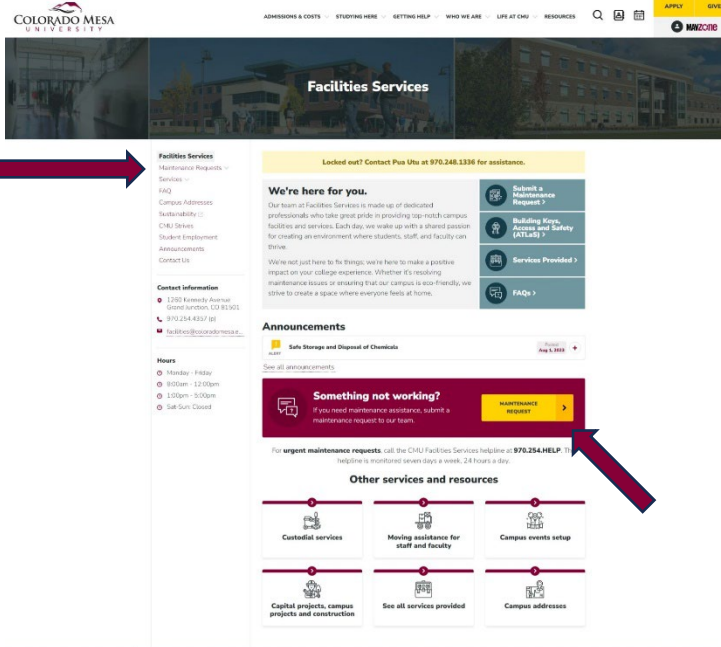 COLORADO MESA
UNIVERSITY
ADMISSIONS & COSTS
STUDYING HERE
GETTING HELP
WHO WE ARE
LIFE AT CMU
RESOURCES
APPLY
GIVE
MAVZONE
Facilities Services
Facilities Services
Maintenance Requests
Services
FAQ
Campus Addresses
Sustainability
CMU Strives
Student Employment
Announcements
Contact Us
Contact information
1260 Kennedy Avenue
Grand Junction, CO 81501
970.254.4357 (p)
facilities@coloradomesa.e...
Hours
Monday - Friday
8:00am - 12:00pm
1:00pm - 5:00pm
Sat-Sun: Closed
Locked out? Contact Pua Utu at 970.248.1336 for assistance.
We're here for you.
Our team at Facilities Services is made up of dedicated
professionals who take great pride in providing top-notch campus
facilities and services. Each day, we wake up with a shared passion
for creating an environment where students, staff, and faculty can
thrive.
We're not just here to fix things; we're here to make a positive
impact on your college experience. Whether it's resolving
maintenance issues or ensuring that our campus is eco-friendly, we
strive to create a space where everyone feels at home.
Submit a
Maintenance
Request >
Building Keys,
Access and Safety
(ATLaS) >
Services Provided >
FAQs >
Announcements
ALERT
Safe Storage and Disposal of Chemicals
Posted
Aug 1, 2023
+
See all announcements
Something not working?
If you need maintenance assistance, submit a
maintenance request to our team.
MAINTENANCE
REQUEST
>
For urgent maintenance requests, call the CMU Facilities Services helpline at 970.254.HELP.
helpline is monitored seven days a week, 24 hours a day.
Other services and resources
Custodial services
Moving assistance for
staff and faculty
Campus events setup
Capital projects, campus
projects and construction
See all services provided
Campus addresses